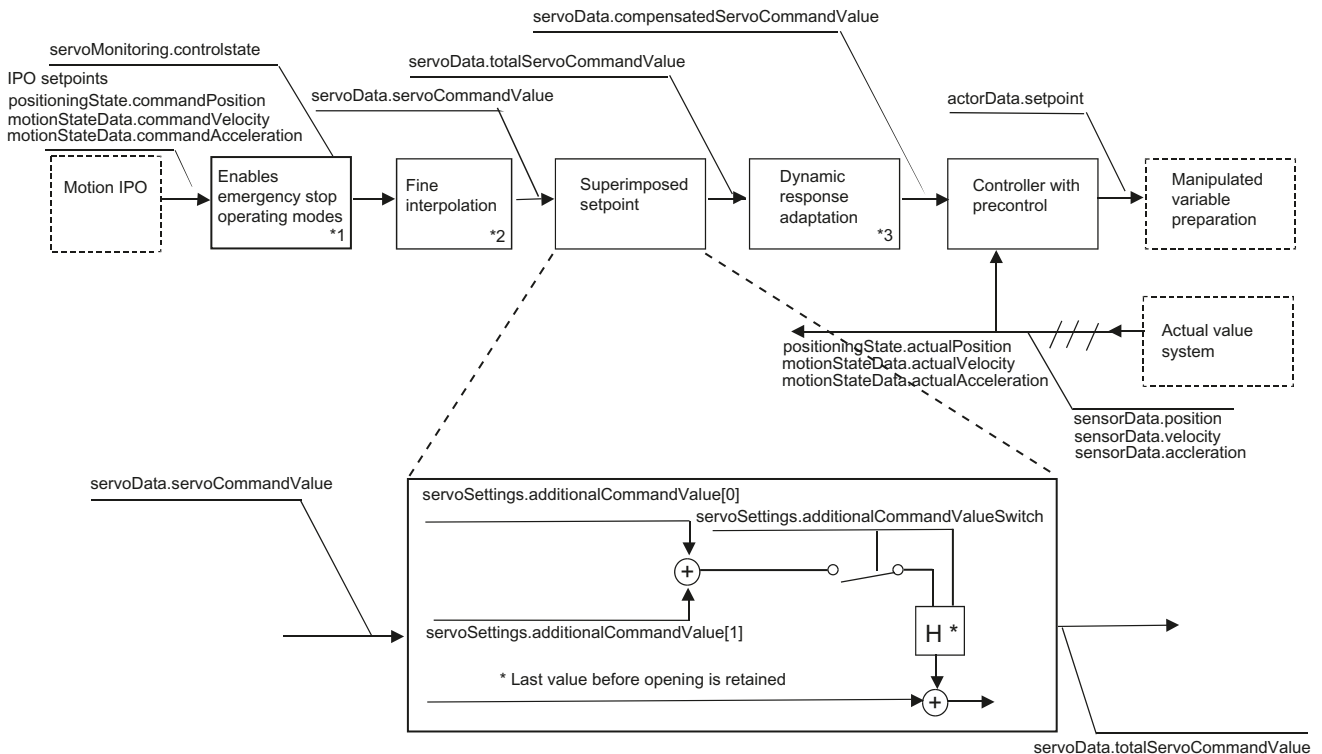 servoData.compensatedServoCommandValue
servoMonitoring.controlstate
servoData.totalServoCommandValue
IPO setpoints
positioningState.commandPosition
motionStateData.commandVelocity
motionStateData.commandAcceleration
servoData.servoCommandValue
actorData.setpoint
Motion IPO
Enables
emergency stop
operating modes
*1
Fine
interpolation
*2
Superimposed
setpoint
Dynamic
response
adaptation
*3
Controller with
precontrol
Manipulated
variable
preparation
Actual value
system
positioningState.actualPosition
motionStateData.actualVelocity
motionStateData.actualAcceleration
sensorData.position
sensorData.velocity
sensorData.accleration
servoData.servoCommandValue
servoSettings.additionalCommandValue[0]
servoSettings.additionalCommandValueSwitch
+
servoSettings.additionalCommandValue[1]
H *
* Last value before opening is retained
+
servoData.totalServoCommandValue